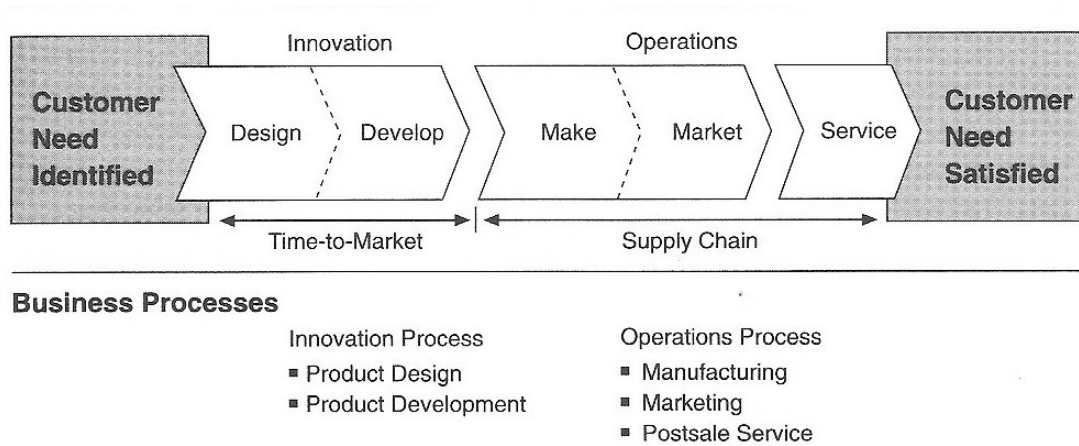 Innovation
Operations
Customer
Need
Identified
Design
Develop
Make
Market
Service
Customer
Need
Satisfied
Time-to-Market
Supply Chain
Business Processes
Innovation Process
▪ Product Design
▪ Product Development
Operations Process
▪ Manufacturing
▪ Marketing
▪ Postsale Service